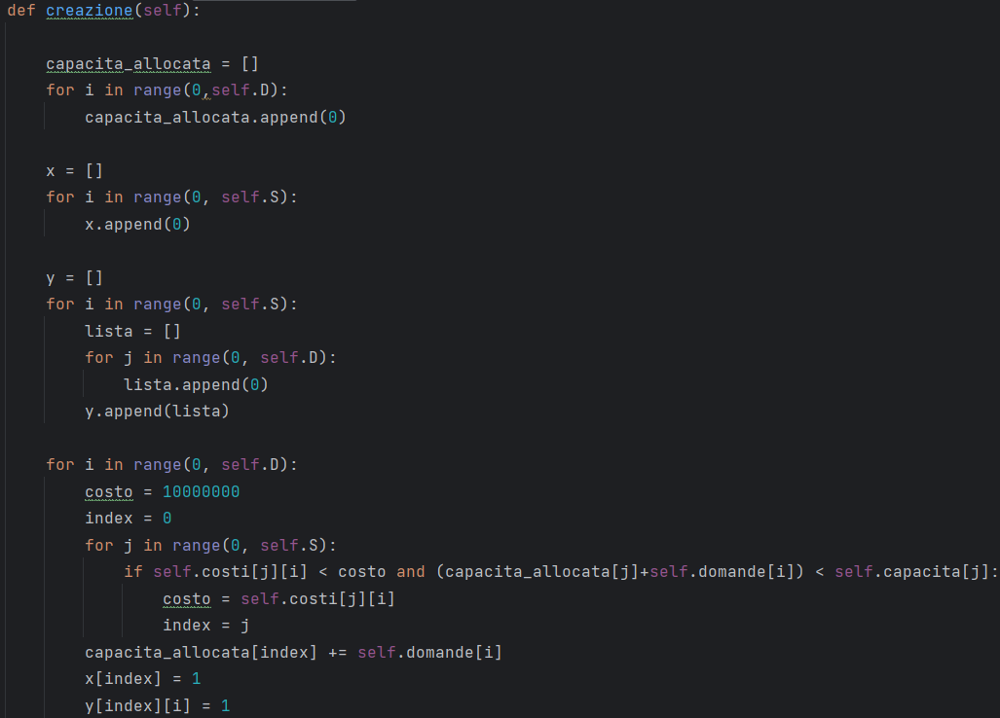 def creazione(self):
    capacita_allocata = []
    for i in range(0,self.D):
        capacita_allocata.append(0)
    x = []
    for i in range(0, self.S):
        x.append(0)
    y = []
    for i in range(0, self.S):
        lista = []
        for j in range(0, self.D):
            lista.append(0)
        y.append(lista)
    for i in range(0, self.D):
        costo = 10000000
        index = 0
        for j in range(0, self.S):
            if self.costi[j][i] < costo and (capacita_allocata[j]+self.domande[i]) < self.capacita[j]:
                costo = self.costi[j][i]
                index = j
        capacita_allocata[index] += self.domande[i]
        x[index] = 1
        y[index][i] = 1